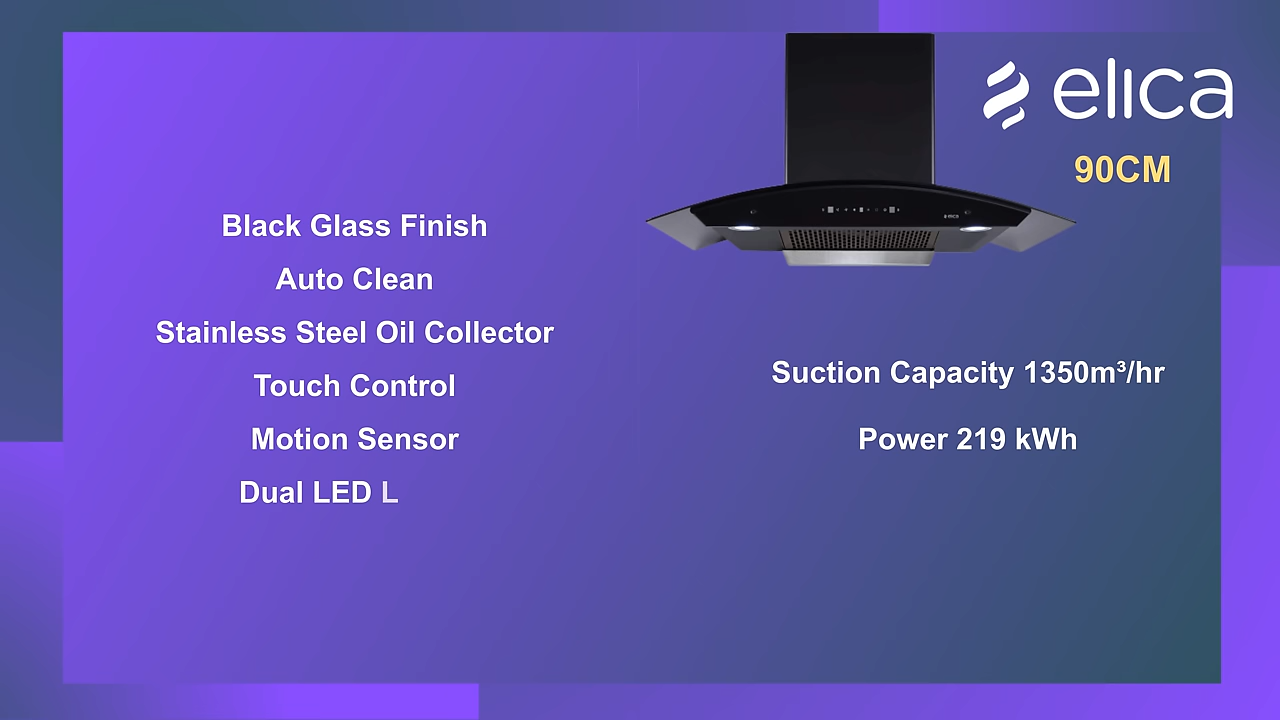 elica
90CM
Black Glass Finish
Auto Clean
Stainless Steel Oil Collector
Touch Control
Motion Sensor
Dual LED L
elica
Suction Capacity 1350m³/hr
Power 219 kWh